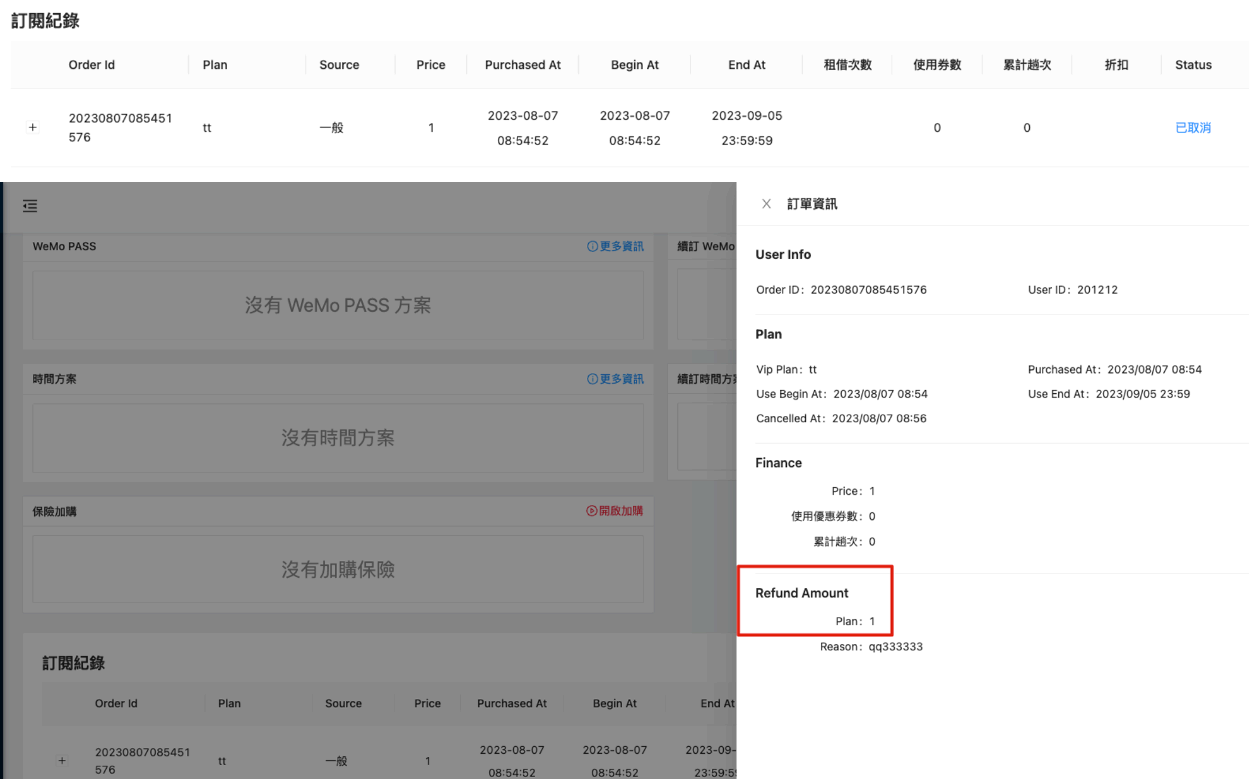 訂閱紀錄
Order Id Plan Source Price Purchased At Begin At End At 租借次數 使用券數 累計趟次 折扣 Status
2023-08-07 2023-08-07 2023-09-05
20230807085451
+ tt 一般 1 0 0 已取消
576
08:54:52 08:54:52 23:59:59
WeMo PASS 更多資訊 續訂 WeMo
沒有 WeMo PASS 方案
時間方案 更多資訊 續訂時間方
沒有時間方案
保險加購 開啟加購
沒有加購保險
訂閱紀錄
Order Id Plan Source Price Purchased At Begin At End At
2023-08-07 2023-08-07 2023-09-
20230807085451
+ tt 一般 1
576
08:54:52 08:54:52 23:59:5
X 訂單資訊
User Info
Order ID: 20230807085451576 User ID: 201212
Plan
Vip Plan: tt Purchased At: 2023/08/07 08:54
Use Begin At: 2023/08/07 08:54 Use End At: 2023/09/05 23:59
Cancelled At: 2023/08/07 08:56
Finance
Price: 1
使用優惠券數: 0
累計趟次: 0
Refund Amount
Plan: 1
Reason: qq333333